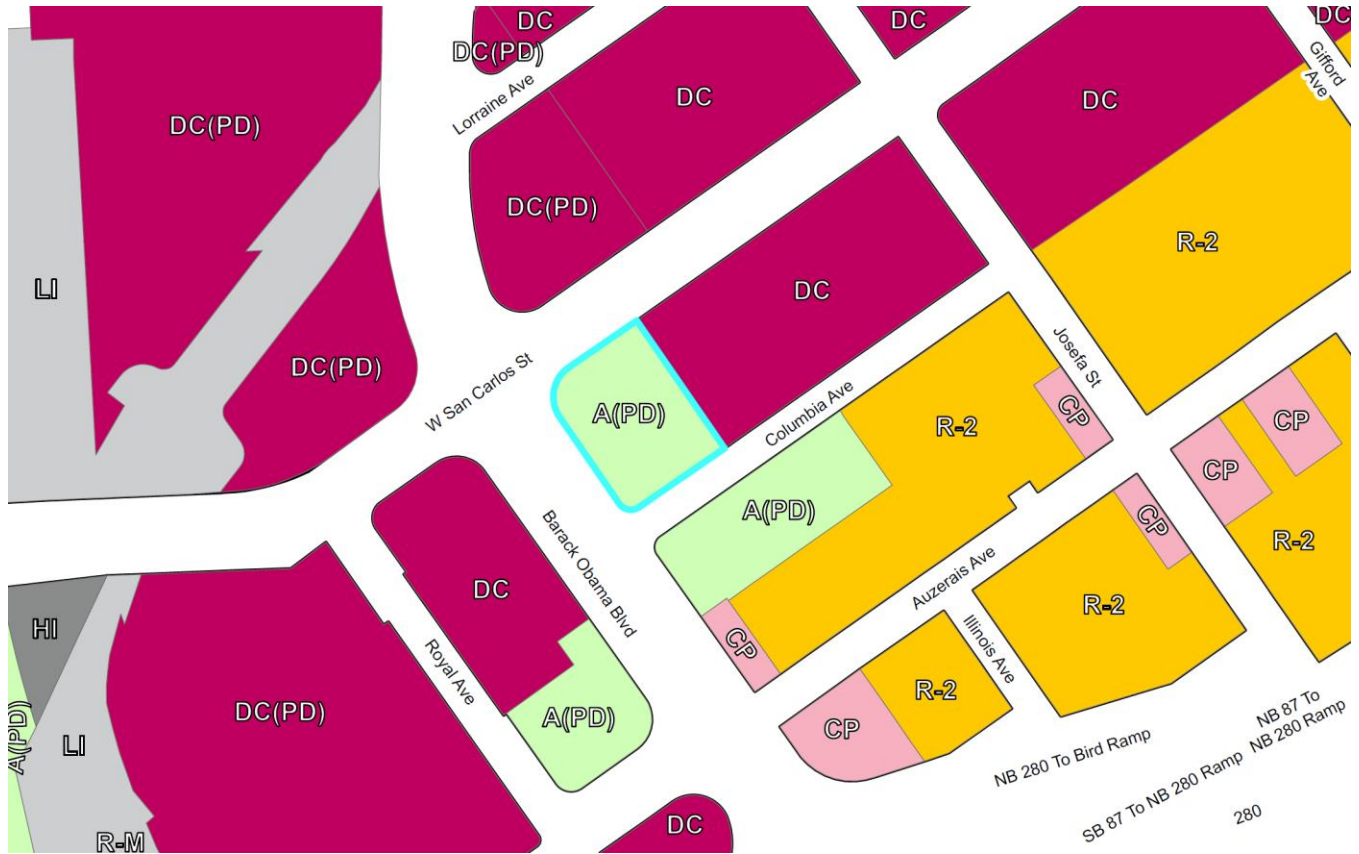 DC
DC
DC
DC(PD)
Gifford
Ave
Lorraine Ave
DC
DC
DC(PD)
DC(PD)
R-2
LI
DC
W San Carlos St
DC(PD)
Josefa St
A(PD)
Columbia Ave
R-2
CP
CP
CP
A(PD)
Barack Obama Blvd
CP
R-2
DC
Auzerais Ave
R-2
HI
CP
Illinois Ave
Royal Ave
R-2
DC(PD)
A(PD)
CP
A(PD)
LI
NB 280 To Bird Ramp
NB 87 To
NB 280 Ramp
SB 87 To NB 280 Ramp
280
DC
R-M